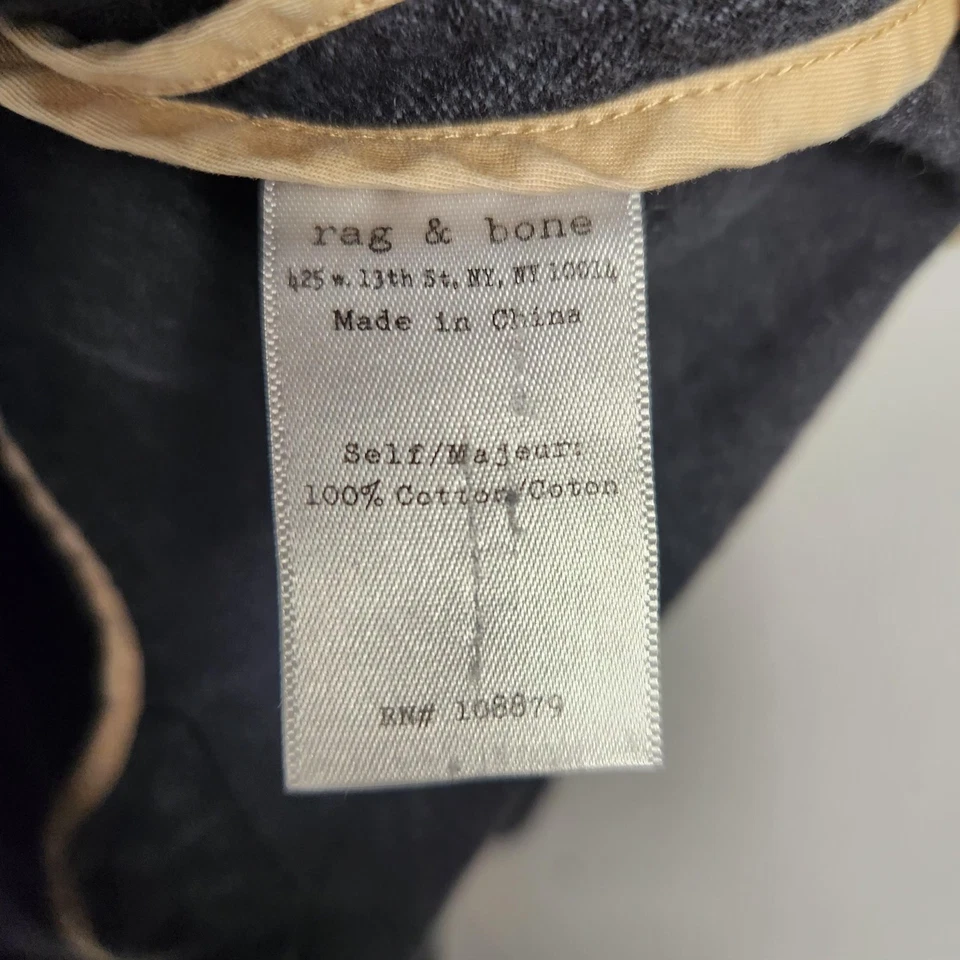 rag & bone
425 w. 13th St, NY, NY 10014
Made in China
Self/Majeur:
100% Cotton/Coton
RN# 108879